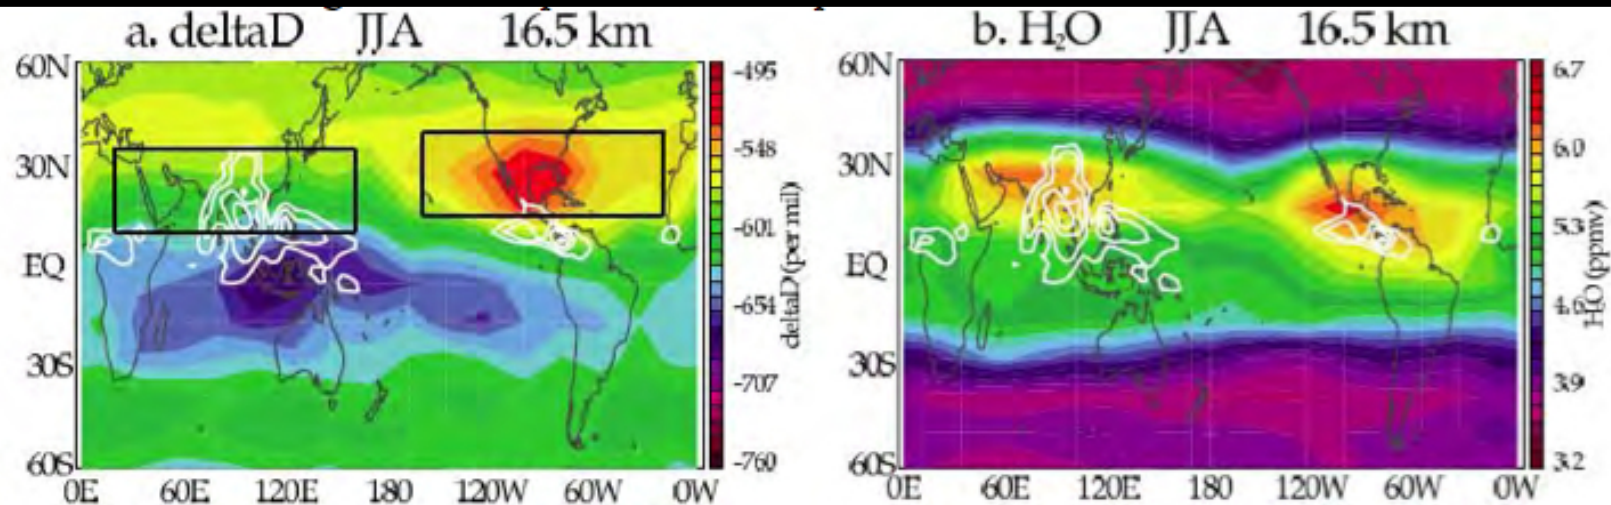 a. deltaD JJA 16.5 km
60N
30N
EQ
30S
60S
0E 60E 120E 180 120W 60W 0W
-495
-548
-601
-654
-707
-760
deltaD (per mil)
b. H₂O JJA 16.5 km
60N
30N
EQ
30S
60S
0E 60E 120E 180 120W 60W 0W
6.7
6.0
5.3
4.6
3.9
3.2
H₂O (ppmv)